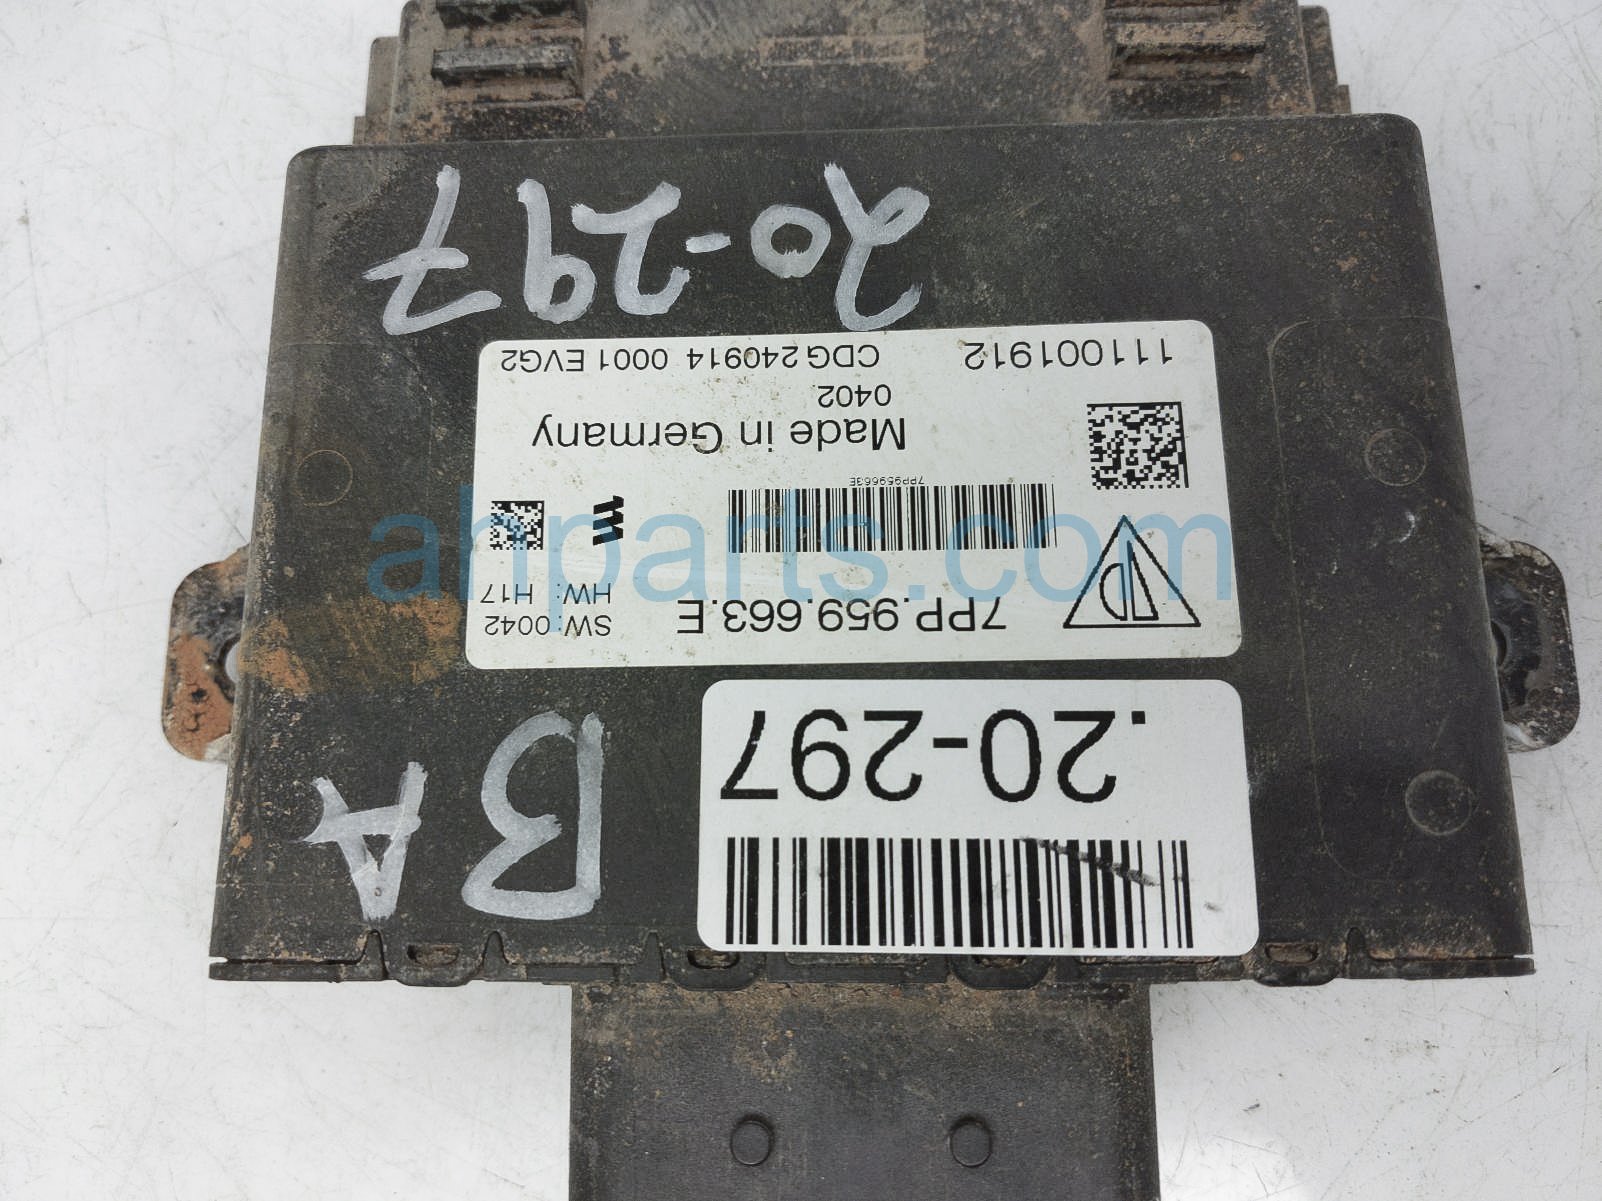 .20-297
BA
7PP.959.663.E
SW: 0042
HW: H17
7PP959663E
Made in Germany
0402
111001912
CDG 240914 0001 EVG2
20-297
ahparts.com